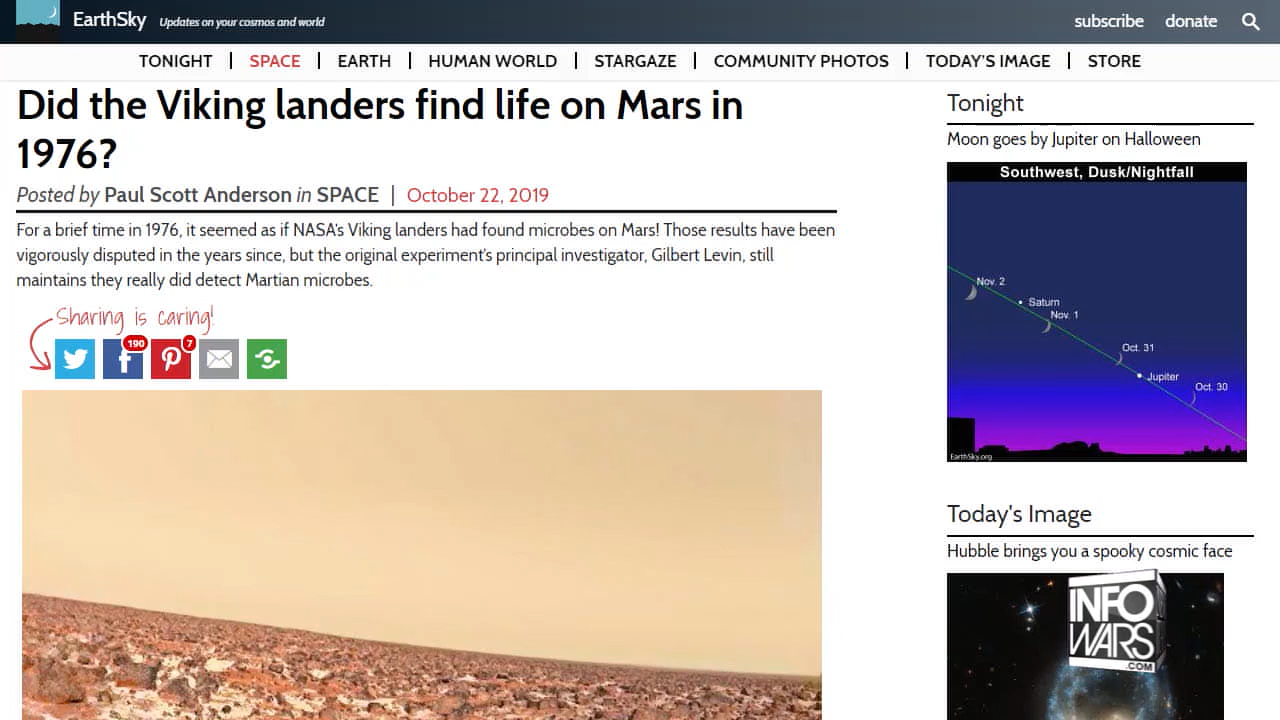 EarthSky Updates on your cosmos and world
subscribe donate
TONIGHT | SPACE | EARTH | HUMAN WORLD | STARGAZE | COMMUNITY PHOTOS | TODAY'S IMAGE | STORE
Did the Viking landers find life on Mars in
1976?
Posted by Paul Scott Anderson in SPACE | October 22, 2019
For a brief time in 1976, it seemed as if NASA's Viking landers had found microbes on Mars! Those results have been
vigorously disputed in the years since, but the original experiment's principal investigator, Gilbert Levin, still
maintains they really did detect Martian microbes.
Sharing is caring!
190
7
Tonight
Moon goes by Jupiter on Halloween
Southwest, Dusk/Nightfall
Nov. 2
Saturn
Nov. 1
Oct. 31
Jupiter
Oct. 30
EarthSky.org
Today's Image
Hubble brings you a spooky cosmic face
INFO
WARS
.COM